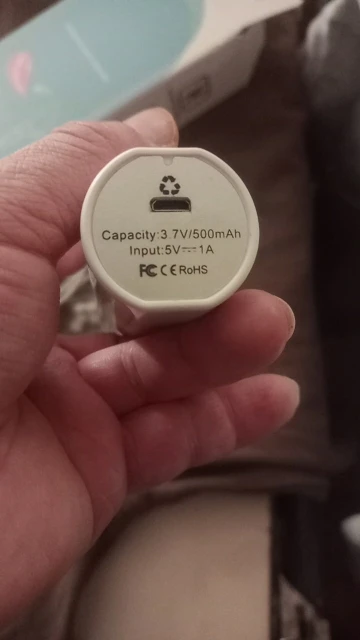 Capacity:3.7V/500mAh
Input:5V⎓1A
FC CE RoHS